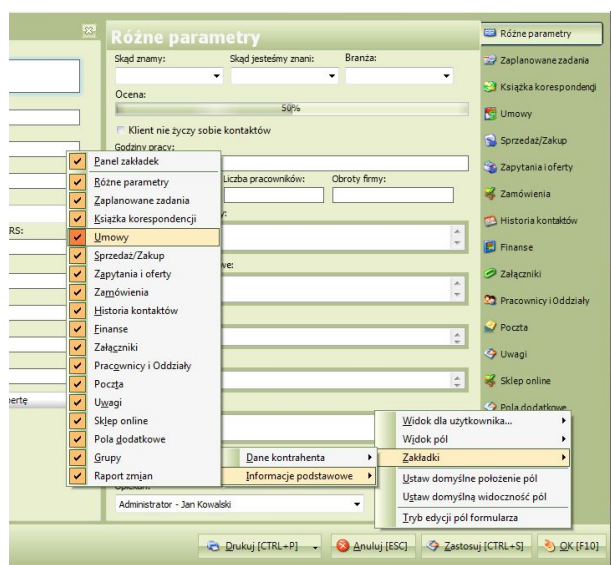 Różne parametry
Skąd znamy:
Skąd jesteśmy znani:
Branża:
Ocena:
50%
Klient nie życzy sobie kontaktów
Godziny pracy:
Liczba pracowników:
Obroty firmy:
y:
RS:
we:
ertę
Administrator - Jan Kowalski
Panel zakładek
Różne parametry
Zaplanowane zadania
Książka korespondencji
Umowy
Sprzedaż/Zakup
Zapytania i oferty
Zamówienia
Historia kontaktów
Finanse
Załączniki
Pracownicy i Oddziały
Poczta
Uwagi
Sklep online
Pola dodatkowe
Grupy
Raport zmian
Dane kontrahenta
Informacje podstawowe
Widok dla użytkownika...
Widok pól
Zakładki
Ustaw domyślne położenie pól
Ustaw domyślną widoczność pól
Tryb edycji pól formularza
Różne parametry
Zaplanowane zadania
Książka korespondencji
Umowy
Sprzedaż/Zakup
Zapytania i oferty
Zamówienia
Historia kontaktów
Finanse
Załączniki
Pracownicy i Oddziały
Poczta
Uwagi
Sklep online
Pola dodatkowe
Drukuj [CTRL+P]
Anuluj [ESC]
Zastosuj [CTRL+S]
OK [F10]